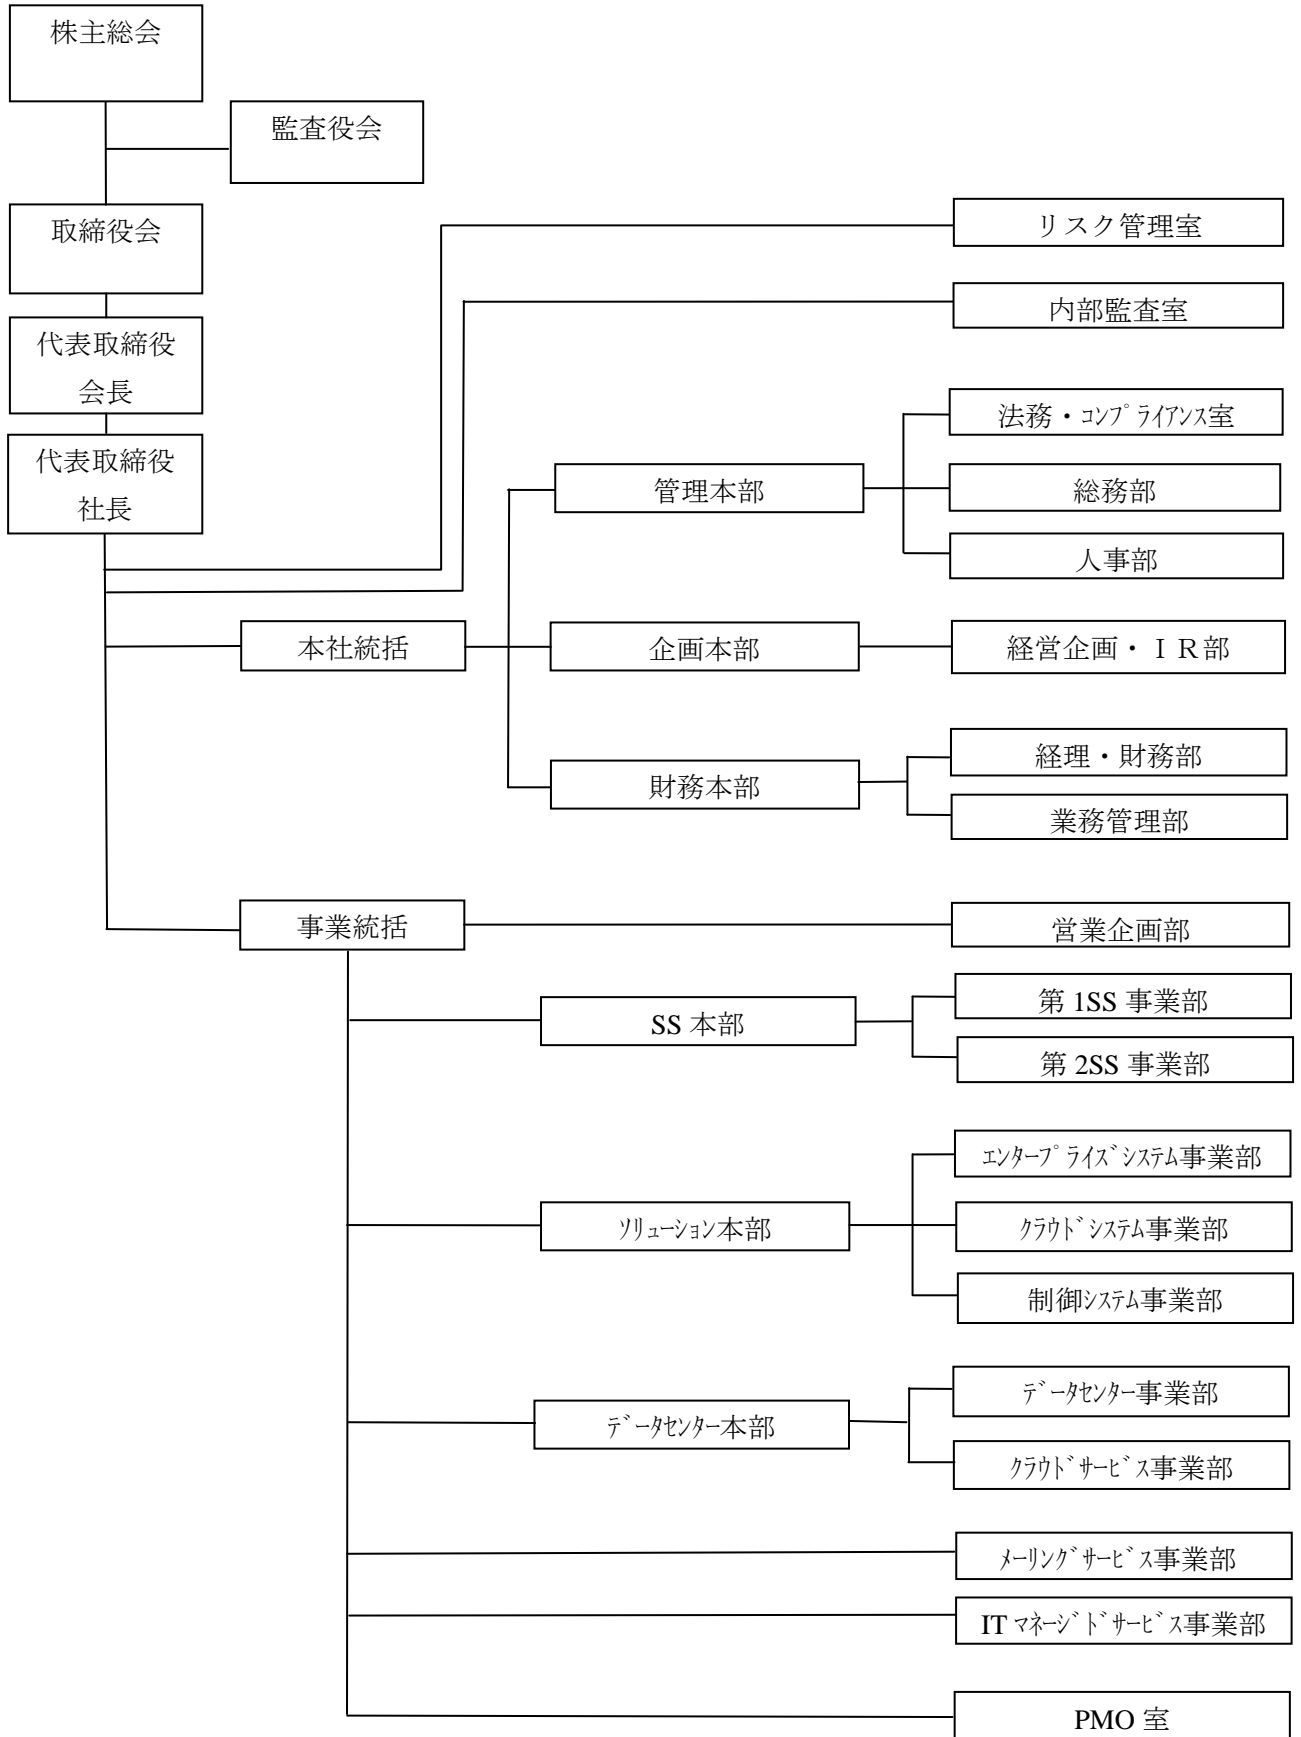 株主総会
監査役会
取締役会
リスク管理室
内部監査室
代表取締役
会長
代表取締役
社長
法務・ｺﾝﾌﾟﾗｲｱﾝｽ室
管理本部
総務部
人事部
本社統括
企画本部
経営企画・ＩＲ部
経理・財務部
財務本部
業務管理部
事業統括
営業企画部
第 1SS 事業部
SS 本部
第 2SS 事業部
ｴﾝﾀｰﾌﾟﾗｲｽﾞｼｽﾃﾑ事業部
ｿﾘｭｰｼｮﾝ本部
ｸﾗｳﾄﾞｼｽﾃﾑ事業部
制御ｼｽﾃﾑ事業部
ﾃﾞｰﾀｾﾝﾀｰ事業部
ﾃﾞｰﾀｾﾝﾀｰ本部
ｸﾗｳﾄﾞｻｰﾋﾞｽ事業部
ﾒｰﾘﾝｸﾞｻｰﾋﾞｽ事業部
IT ﾏﾈｰｼﾞﾄﾞｻｰﾋﾞｽ事業部
PMO 室